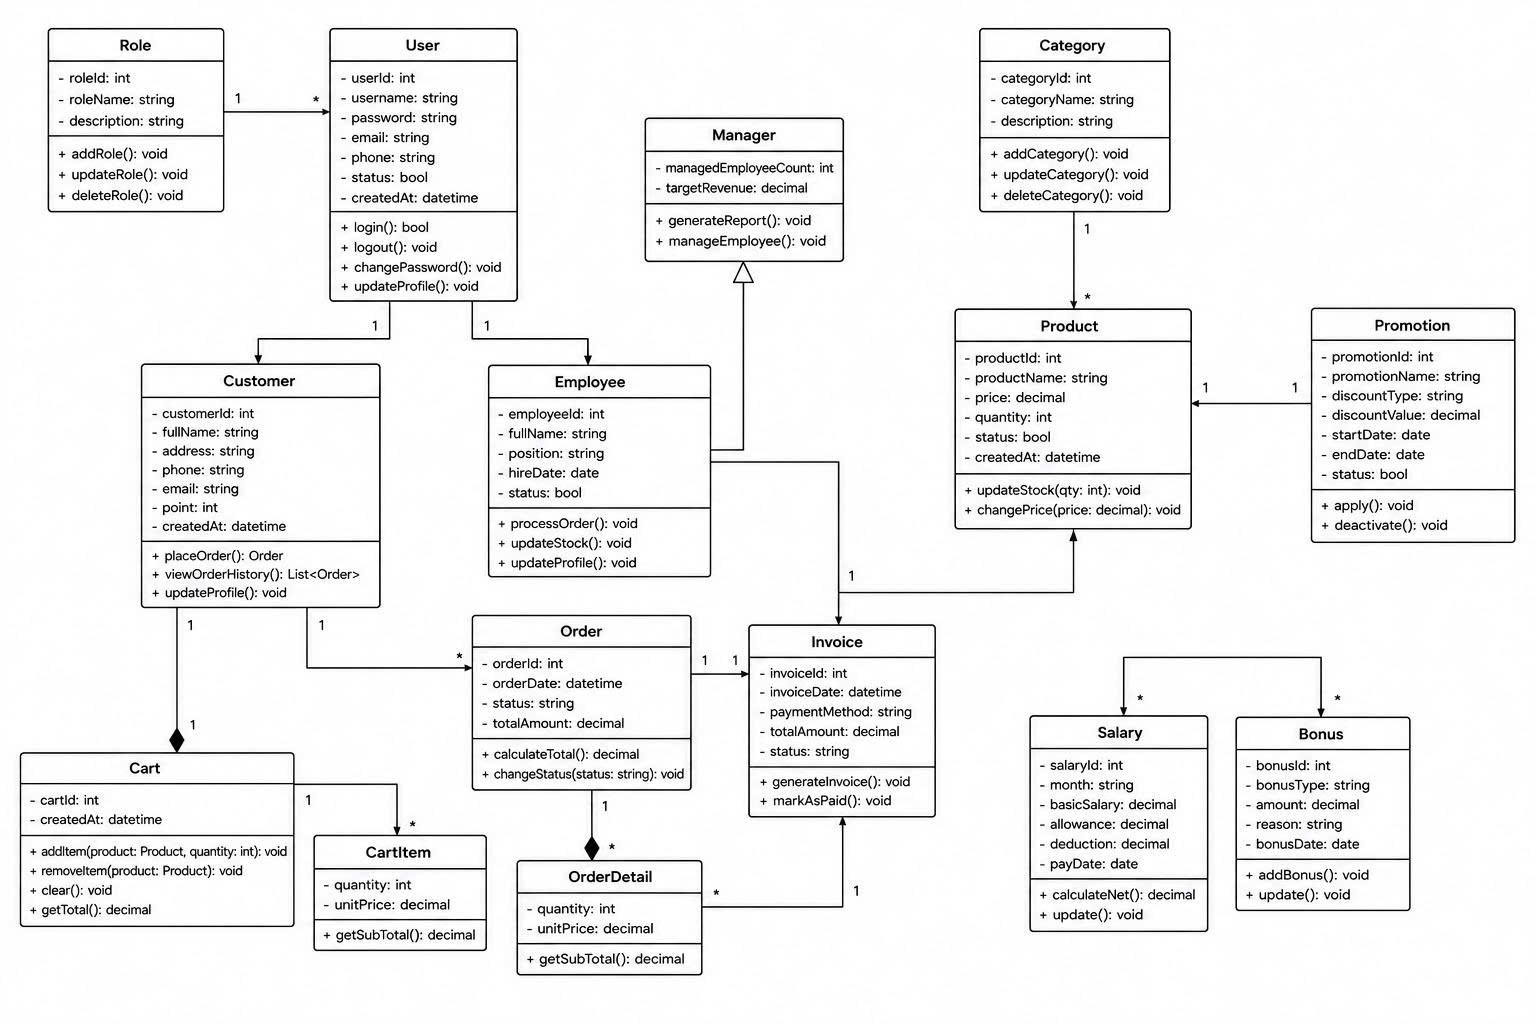 Role
- roleId: int
- roleName: string
- description: string
+ addRole(): void
+ updateRole(): void
+ deleteRole(): void
1
*
User
- userId: int
- username: string
- password: string
- email: string
- phone: string
- status: bool
- createdAt: datetime
+ login(): bool
+ logout(): void
+ changePassword(): void
+ updateProfile(): void
Manager
- managedEmployeeCount: int
- targetRevenue: decimal
+ generateReport(): void
+ manageEmployee(): void
Category
- categoryId: int
- categoryName: string
- description: string
+ addCategory(): void
+ updateCategory(): void
+ deleteCategory(): void
1
*
1
1
Customer
- customerId: int
- fullName: string
- address: string
- phone: string
- email: string
- point: int
- createdAt: datetime
+ placeOrder(): Order
+ viewOrderHistory(): List<Order>
+ updateProfile(): void
Employee
- employeeId: int
- fullName: string
- position: string
- hireDate: date
- status: bool
+ processOrder(): void
+ updateStock(): void
+ updateProfile(): void
Product
- productId: int
- productName: string
- price: decimal
- quantity: int
- status: bool
- createdAt: datetime
+ updateStock(qty: int): void
+ changePrice(price: decimal): void
1
1
Promotion
- promotionId: int
- promotionName: string
- discountType: string
- discountValue: decimal
- startDate: date
- endDate: date
- status: bool
+ apply(): void
+ deactivate(): void
1
1
1
*
1
Order
- orderId: int
- orderDate: datetime
- status: string
- totalAmount: decimal
+ calculateTotal(): decimal
+ changeStatus(status: string): void
1
1
Invoice
- invoiceId: int
- invoiceDate: datetime
- paymentMethod: string
- totalAmount: decimal
- status: string
+ generateInvoice(): void
+ markAsPaid(): void
*
*
Salary
- salaryId: int
- month: string
- basicSalary: decimal
- allowance: decimal
- deduction: decimal
- payDate: date
+ calculateNet(): decimal
+ update(): void
Bonus
- bonusId: int
- bonusType: string
- amount: decimal
- reason: string
- bonusDate: date
+ addBonus(): void
+ update(): void
1
Cart
- cartId: int
- createdAt: datetime
+ addItem(product: Product, quantity: int): void
+ removeItem(product: Product): void
+ clear(): void
+ getTotal(): decimal
1
*
CartItem
- quantity: int
- unitPrice: decimal
+ getSubTotal(): decimal
1
*
OrderDetail
- quantity: int
- unitPrice: decimal
+ getSubTotal(): decimal
*
1